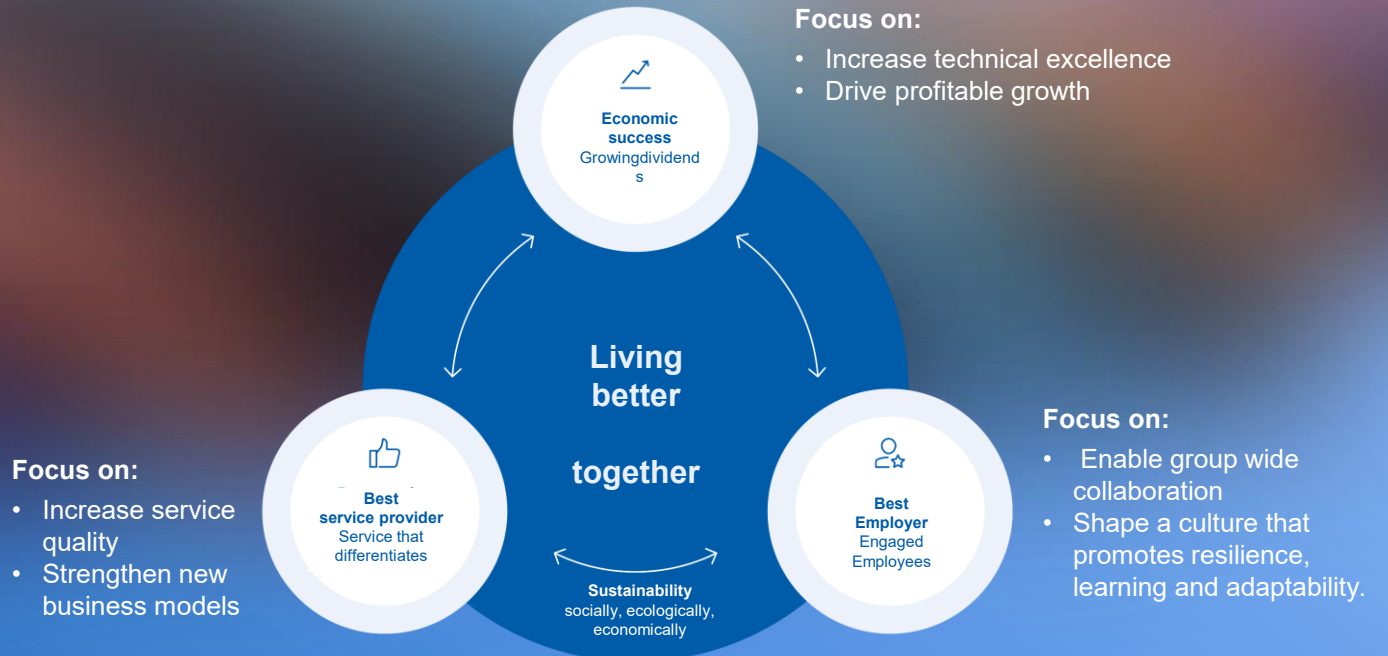 Focus on:
• Increase technical excellence
• Drive profitable growth
Economic
success
Growingdividend
s
Living
better
together
Focus on:
• Increase service
quality
• Strengthen new
business models
Best
service provider
Service that
differentiates
Best
Employer
Engaged
Employees
Focus on:
• Enable group wide
collaboration
• Shape a culture that
promotes resilience,
learning and adaptability.
Sustainability
socially, ecologically,
economically